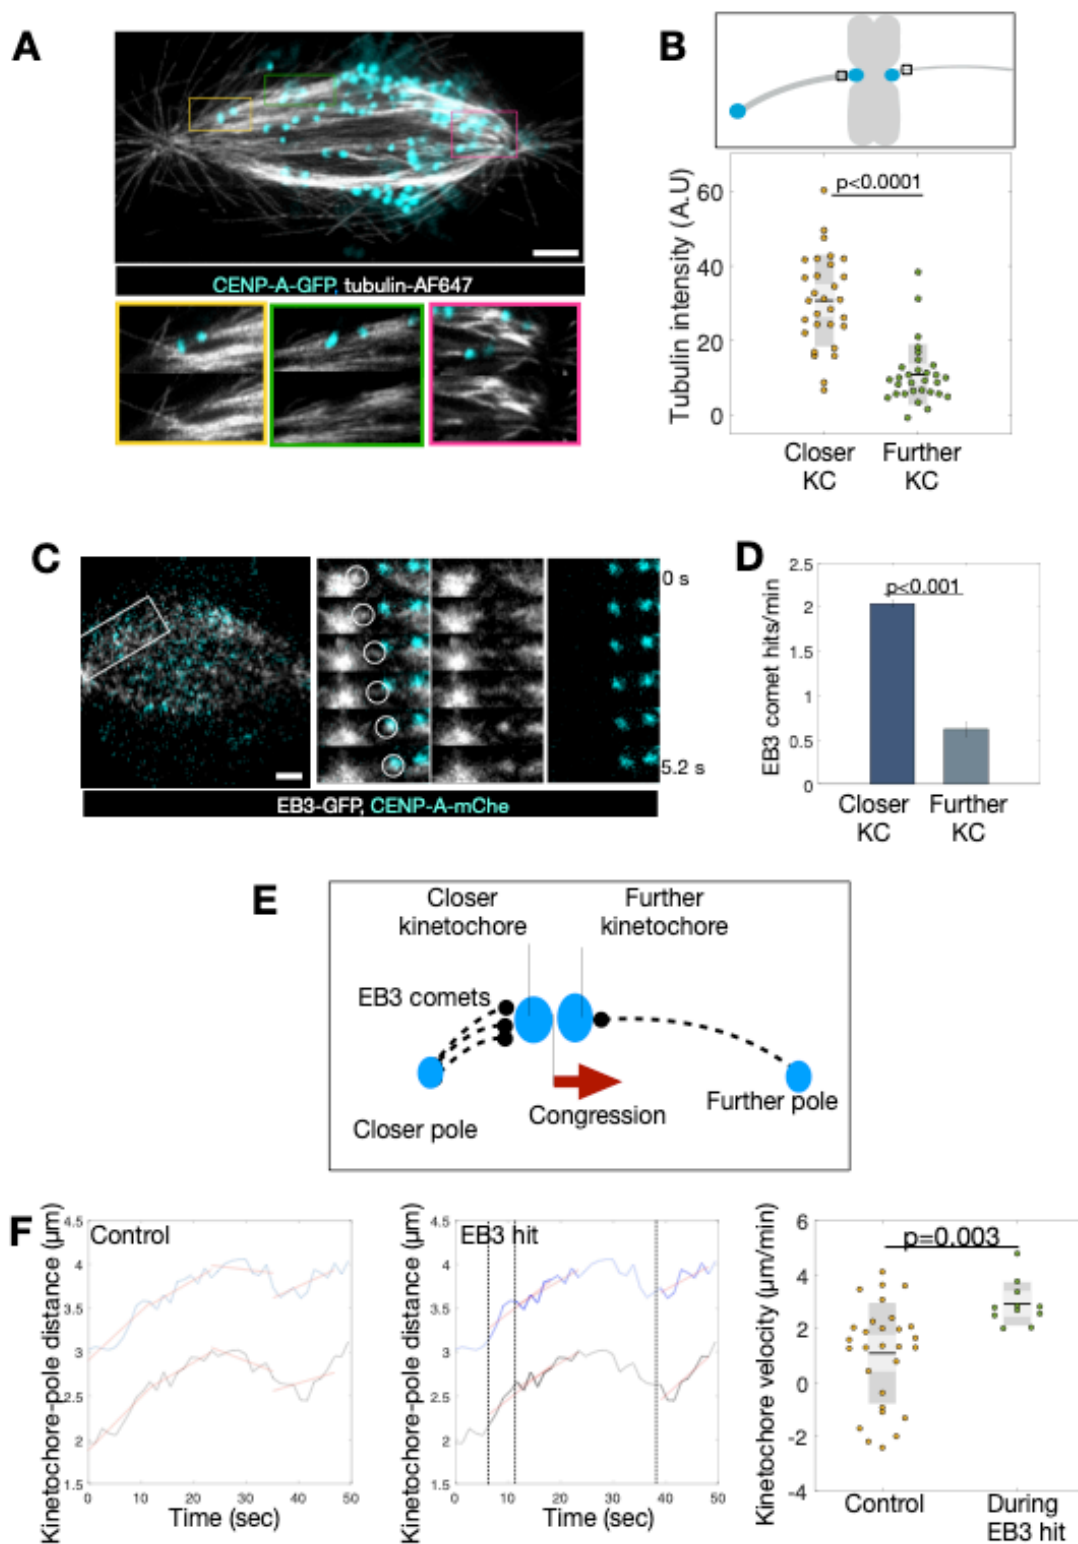 A
CENP-A-GFP, tubulin-AF647
B
p<0.0001
Tubulin intensity (A.U)
60
40
20
0
Closer KC
Further KC
C
0 s
5.2 s
EB3-GFP, CENP-A-mChe
D
p<0.001
EB3 comet hits/min
2.5
2
1.5
1
0.5
0
Closer KC
Further KC
E
Closer kinetochore
Further kinetochore
EB3 comets
Closer pole
Congression
Further pole
F
Control
Kinetochore-pole distance (μm)
4.5
4
3.5
3
2.5
2
1.5
0 10 20 30 40 50
Time (sec)
EB3 hit
Kinetochore-pole distance (μm)
4.5
4
3.5
3
2.5
2
1.5
0 10 20 30 40 50
Time (sec)
p=0.003
Kinetochore velocity (μm/min)
6
4
2
0
-2
-4
Control
During EB3 hit